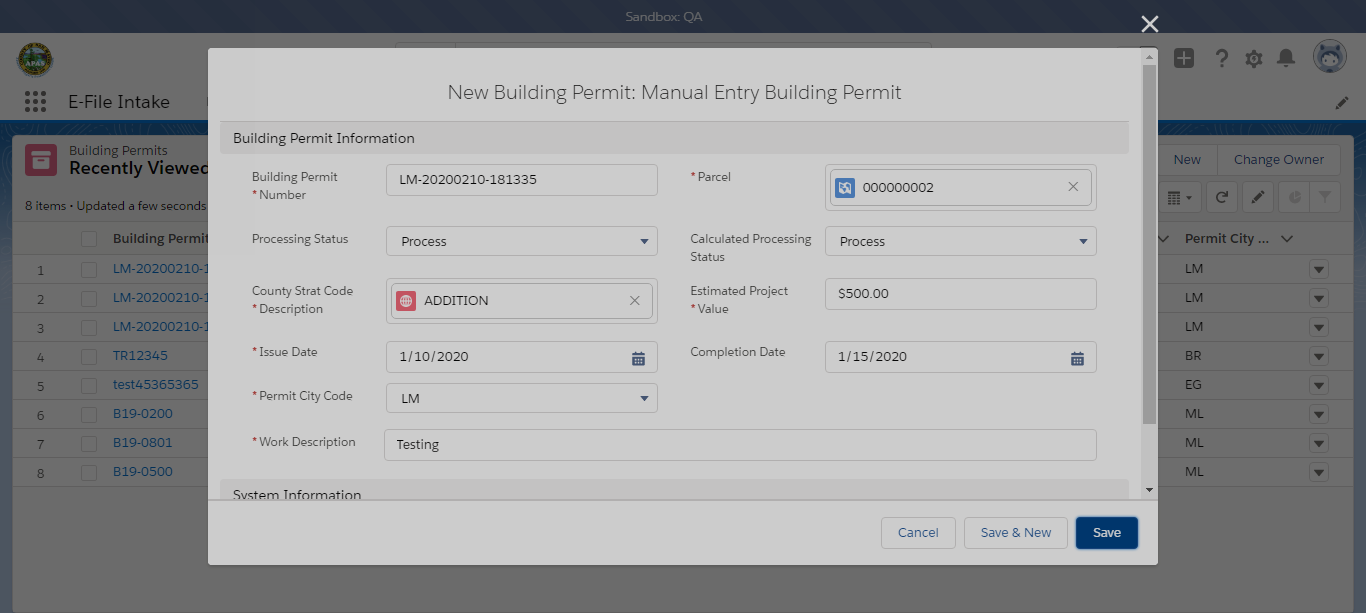 Sandbox: QA
E-File Intake
Building Permits
Recently Viewed
New
Change Owner
8 items • Updated a few seconds
Building Permit
Permit City ...
1 LM-20200210-1 LM
2 LM-20200210-1 LM
3 LM-20200210-1 LM
4 TR12345 BR
5 test45365365 EG
6 B19-0200 ML
7 B19-0801 ML
8 B19-0500 ML
New Building Permit: Manual Entry Building Permit
Building Permit Information
Building Permit
*Number
LM-20200210-181335
*Parcel
000000002
Processing Status
Process
Calculated Processing
Status
Process
County Strat Code
*Description
ADDITION
Estimated Project
*Value
$500.00
*Issue Date
1/10/2020
Completion Date
1/15/2020
*Permit City Code
LM
*Work Description
Testing
System Information
Cancel
Save & New
Save